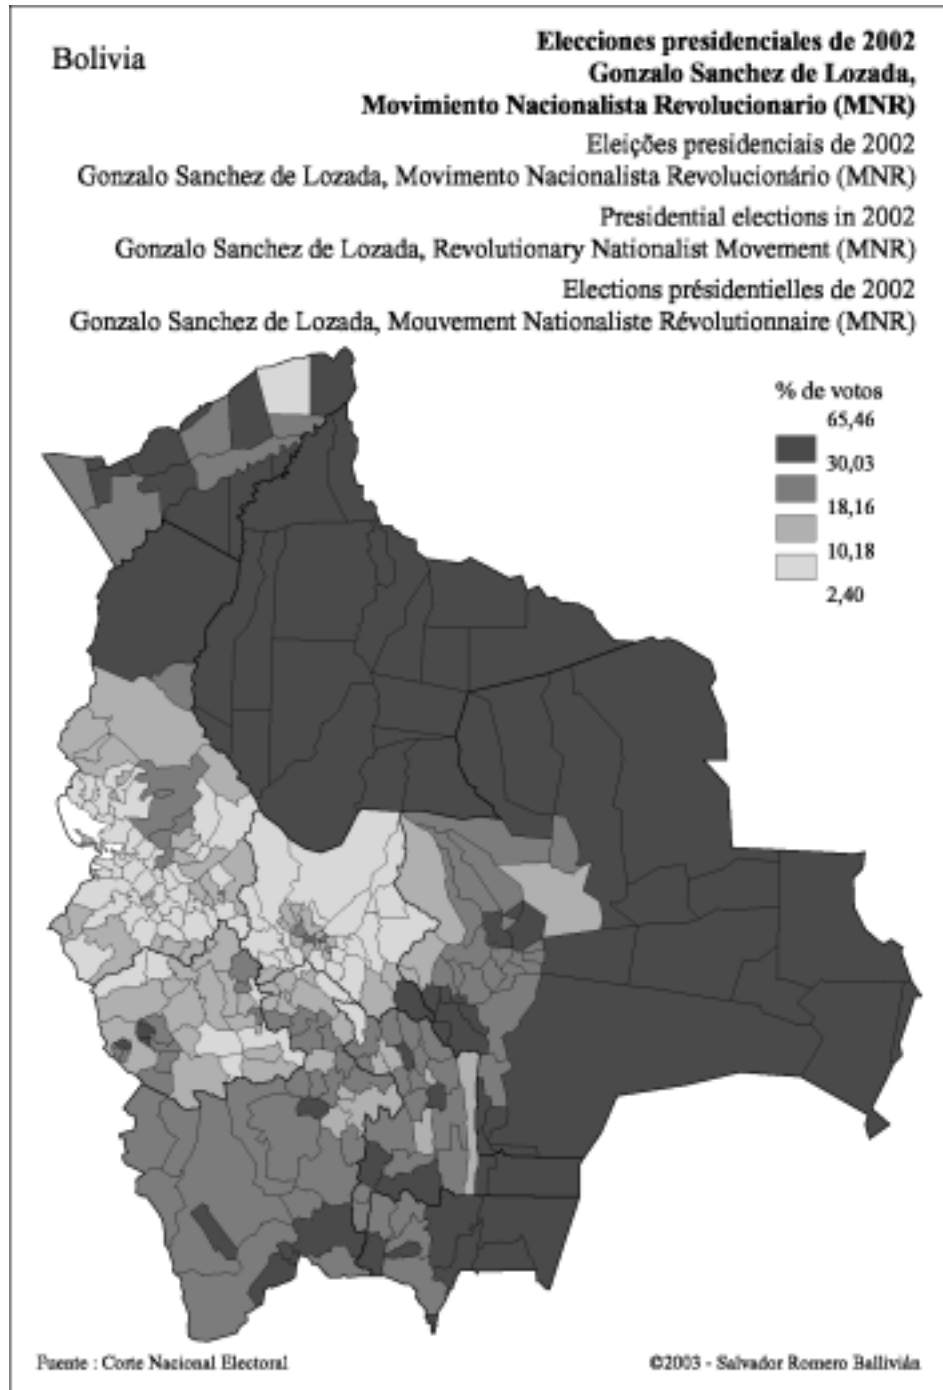 Bolivia
Elecciones presidenciales de 2002
Gonzalo Sanchez de Lozada,
Movimiento Nacionalista Revolucionario (MNR)
Eleições presidenciais de 2002
Gonzalo Sanchez de Lozada, Movimento Nacionalista Revolucionário (MNR)
Presidential elections in 2002
Gonzalo Sanchez de Lozada, Revolutionary Nationalist Movement (MNR)
Elections présidentielles de 2002
Gonzalo Sanchez de Lozada, Mouvement Nationaliste Révolutionnaire (MNR)
% de votos
65,46
30,03
18,16
10,18
2,40
Fuente : Corte Nacional Electoral
©2003 - Salvador Romero Ballivián